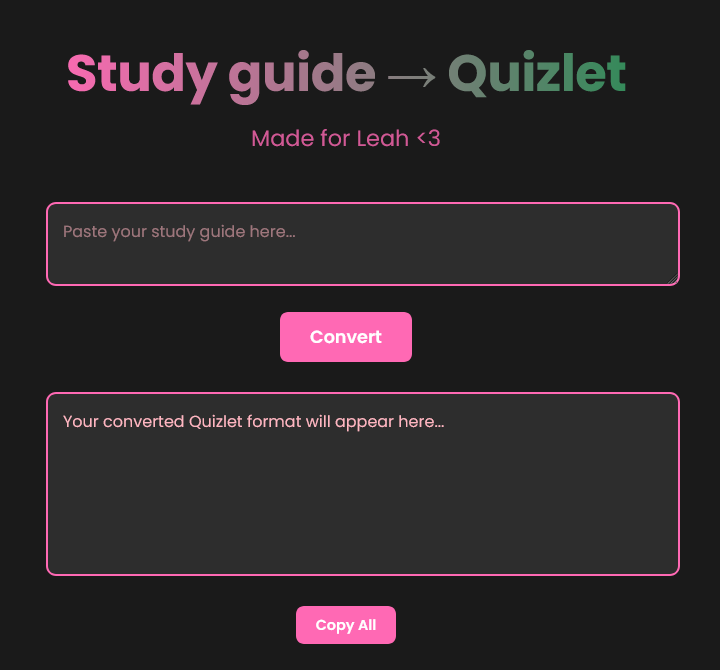 Study guide → Quizlet
Made for Leah <3
Paste your study guide here...
Convert
Your converted Quizlet format will appear here...
Copy All